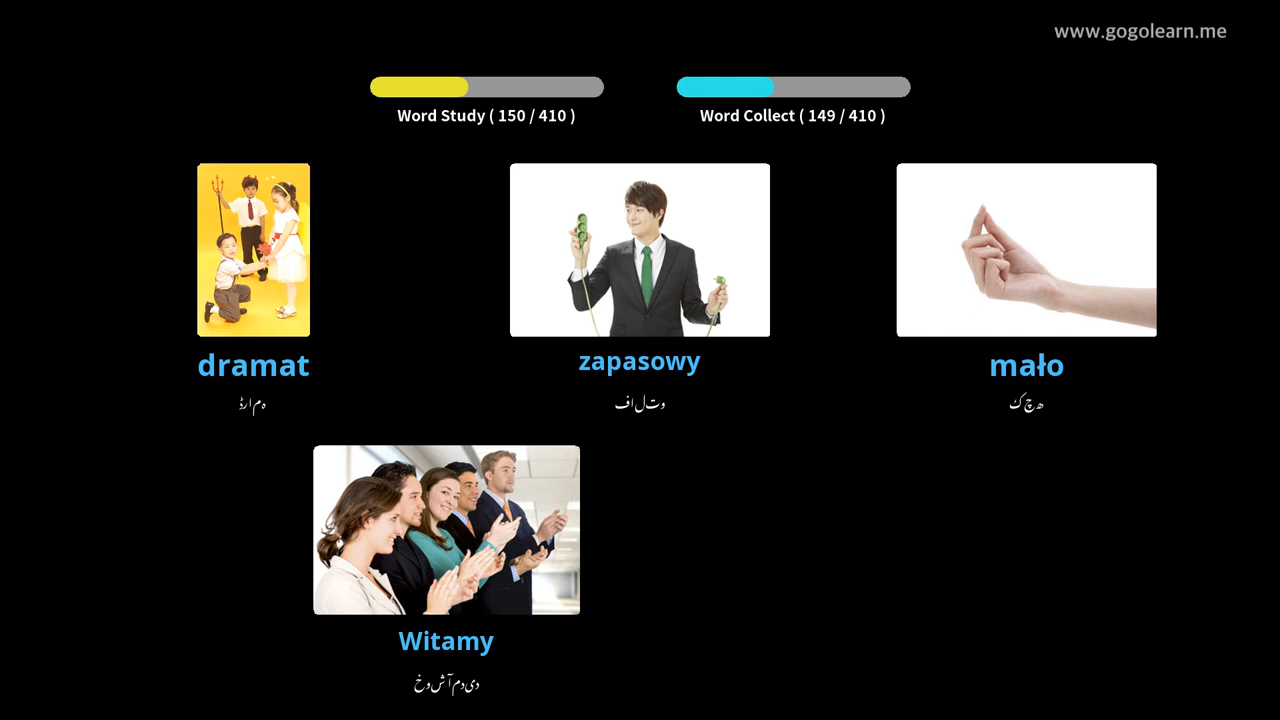 www.gogolearn.me
Word Study ( 150 / 410 )
Word Collect ( 149 / 410 )
dramat
zapasowy
mało
ڈرامہ
فالتو
کُچھ
Witamy
خوش آمدید